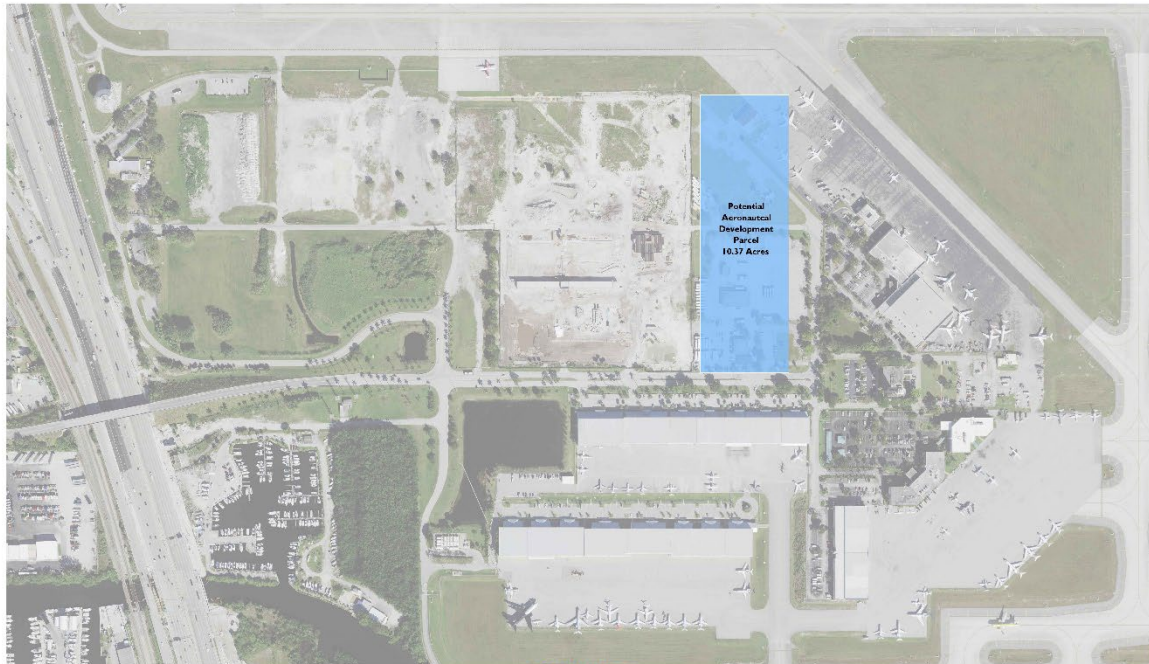 Potential
Aeronautcal
Development
Parcel
10.37 Acres